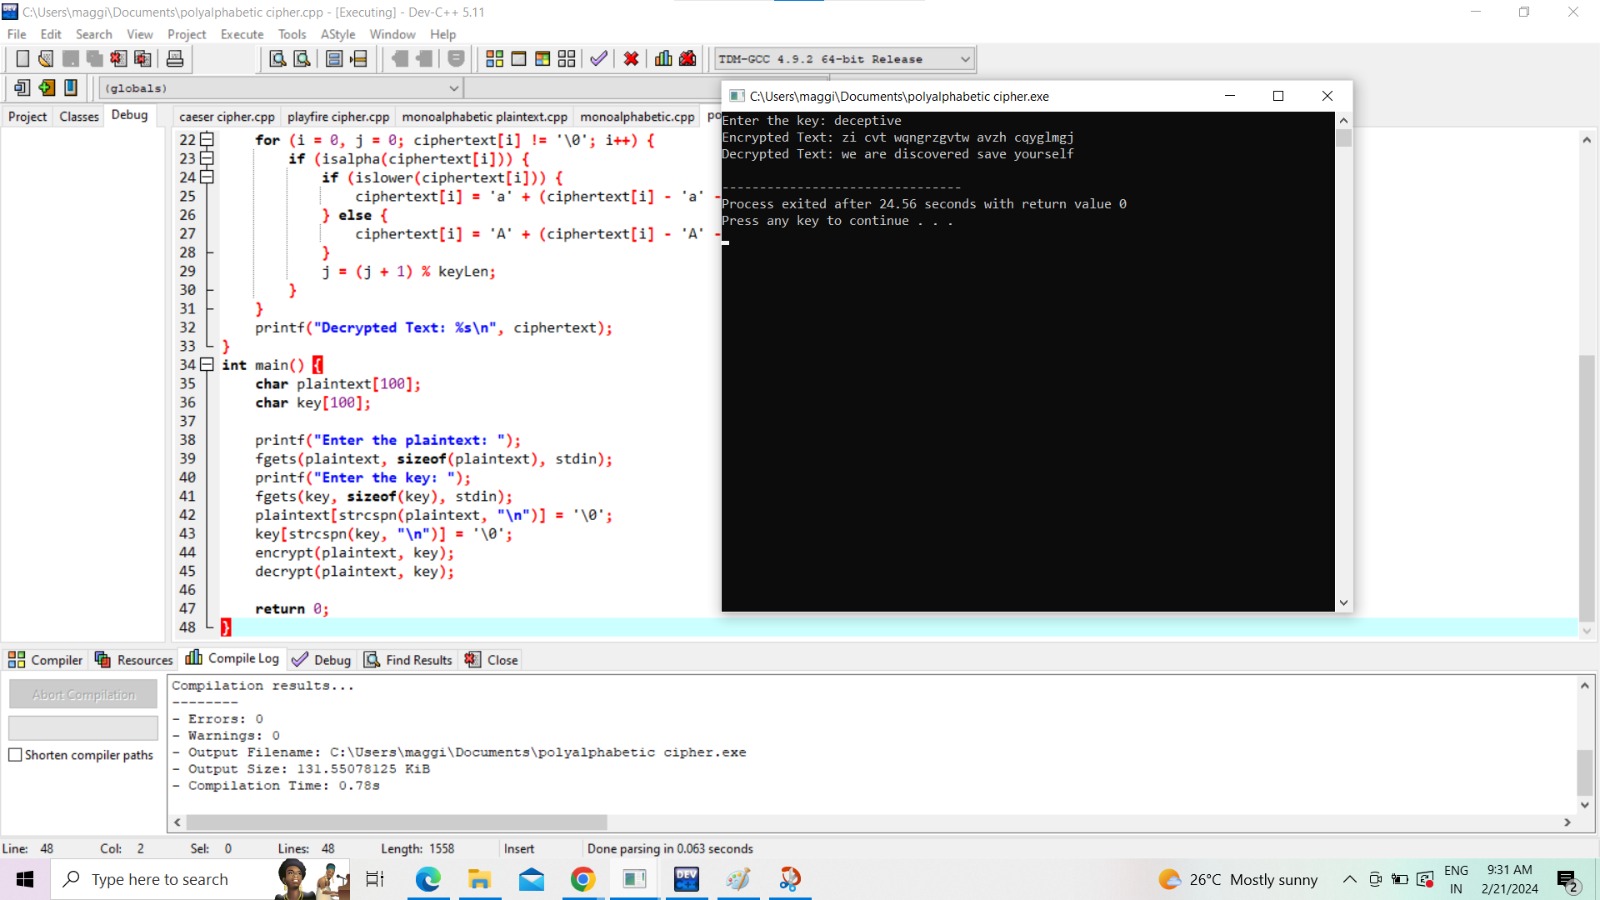 C:\Users\maggi\Documents\polyalphabetic cipher.cpp - [Executing] - Dev-C++ 5.11
File Edit Search View Project Execute Tools AStyle Window Help
TDM-GCC 4.9.2 64-bit Release
(globals)
Project Classes Debug
caeser cipher.cpp playfire cipher.cpp monoalphabetic plaintext.cpp monoalphabetic.cpp
22 for (i = 0, j = 0; ciphertext[i] != '\0'; i++) {
23 if (isalpha(ciphertext[i])) {
24 if (islower(ciphertext[i])) {
25 ciphertext[i] = 'a' + (ciphertext[i] - 'a' -
26 } else {
27 ciphertext[i] = 'A' + (ciphertext[i] - 'A' -
28 }
29 j = (j + 1) % keyLen;
30 }
31 }
32 printf("Decrypted Text: %s\n", ciphertext);
33 }
34 int main() {
35 char plaintext[100];
36 char key[100];
37
38 printf("Enter the plaintext: ");
39 fgets(plaintext, sizeof(plaintext), stdin);
40 printf("Enter the key: ");
41 fgets(key, sizeof(key), stdin);
42 plaintext[strcspn(plaintext, "\n")] = '\0';
43 key[strcspn(key, "\n")] = '\0';
44 encrypt(plaintext, key);
45 decrypt(plaintext, key);
46
47 return 0;
48 }
C:\Users\maggi\Documents\polyalphabetic cipher.exe
Enter the key: deceptive
Encrypted Text: zi cvt wqngrzgvtw avzh cqyglmgj
Decrypted Text: we are discovered save yourself
--------------------------------
Process exited after 24.56 seconds with return value 0
Press any key to continue . . .
Compiler Resources Compile Log Debug Find Results Close
Abort Compilation
Shorten compiler paths
Compilation results...
--------
- Errors: 0
- Warnings: 0
- Output Filename: C:\Users\maggi\Documents\polyalphabetic cipher.exe
- Output Size: 131.55078125 KiB
- Compilation Time: 0.78s
Line: 48 Col: 2 Sel: 0 Lines: 48 Length: 1558 Insert Done parsing in 0.063 seconds
Type here to search
DEV
26°C Mostly sunny
ENG
IN
9:31 AM
2/21/2024
2